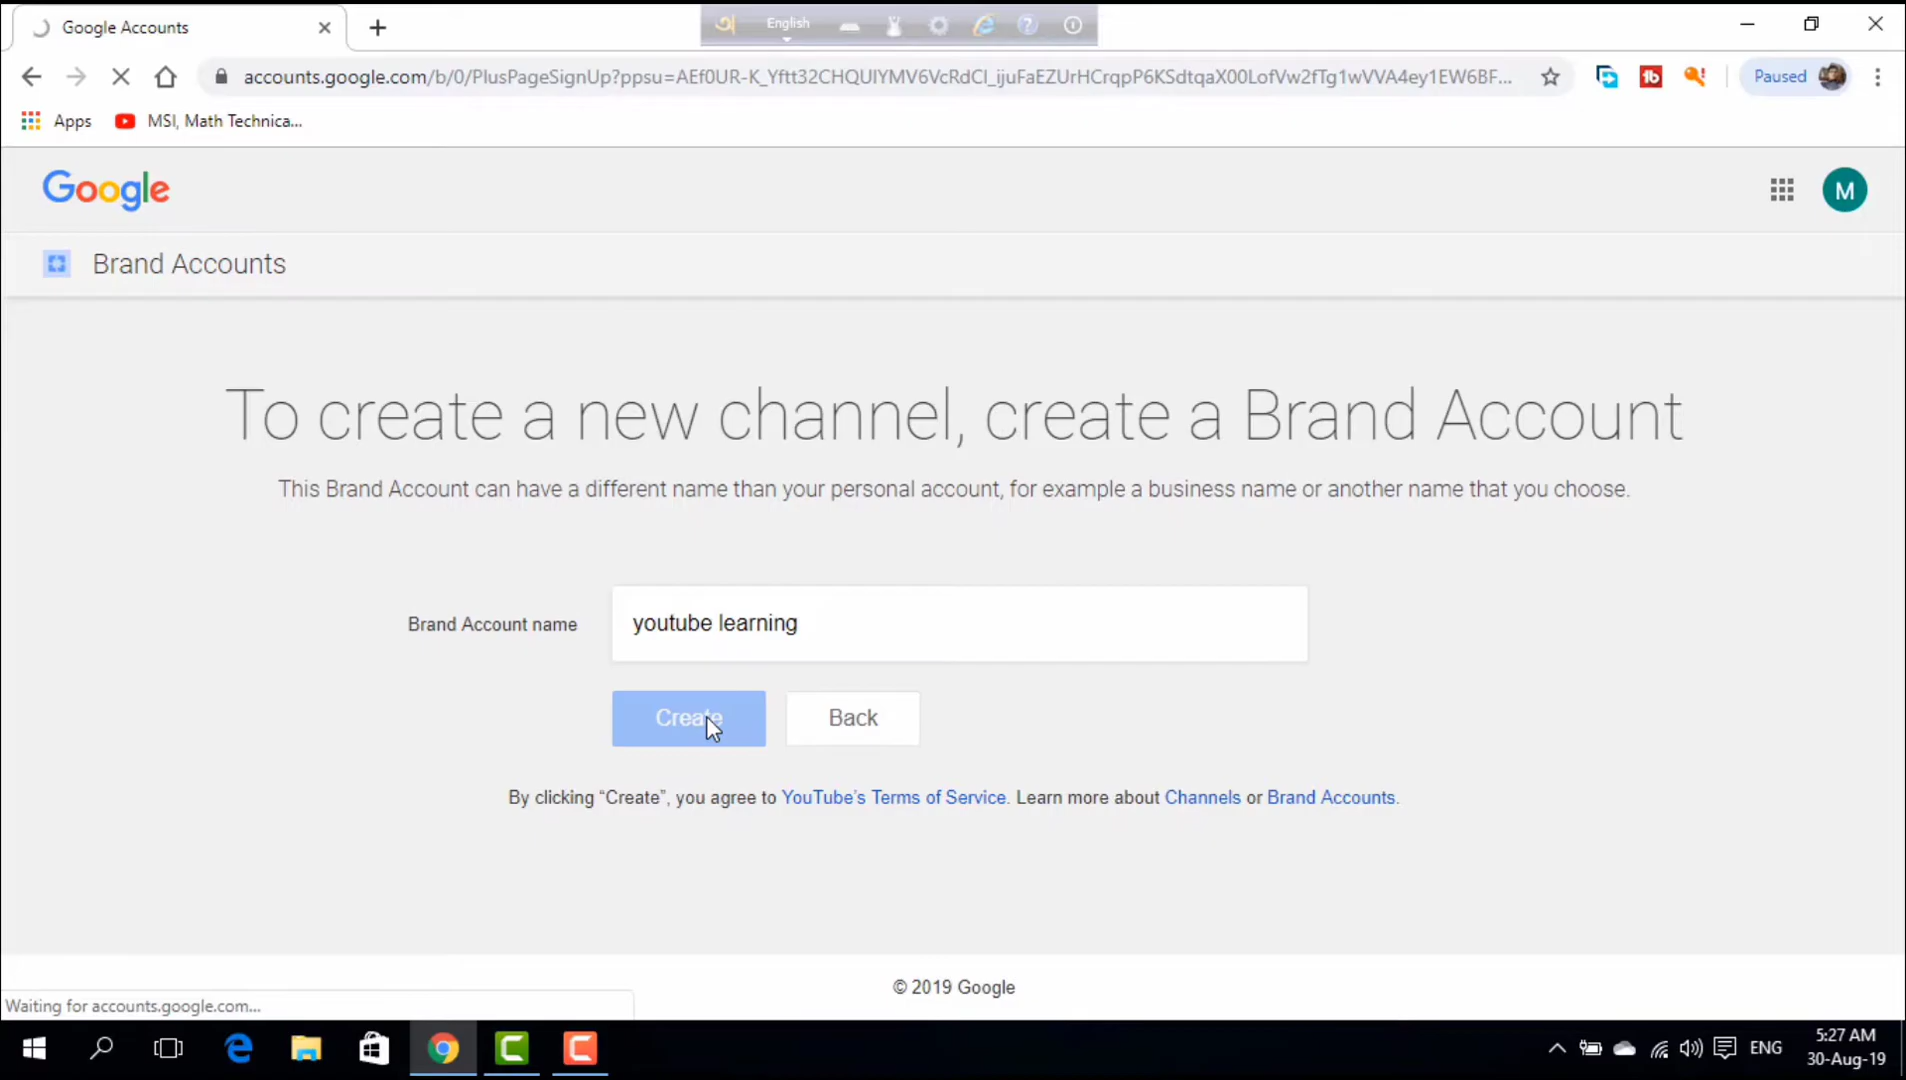 Google Accounts
English
accounts.google.com/b/0/PlusPageSignUp?ppsu=AEf0UR-K_Yftt32CHQUIYMV6VcRdCI_ijuFaEZUrHCrqpP6KSdtqaX00LofVw2fTg1wVVA4ey1EW6BF...
Paused
Apps
MSI, Math Technica...
Google
M
Brand Accounts
To create a new channel, create a Brand Account
This Brand Account can have a different name than your personal account, for example a business name or another name that you choose.
Brand Account name
youtube learning
Create
Back
By clicking “Create”, you agree to YouTube’s Terms of Service. Learn more about Channels or Brand Accounts.
© 2019 Google
Waiting for accounts.google.com...
ENG
5:27 AM
30-Aug-19